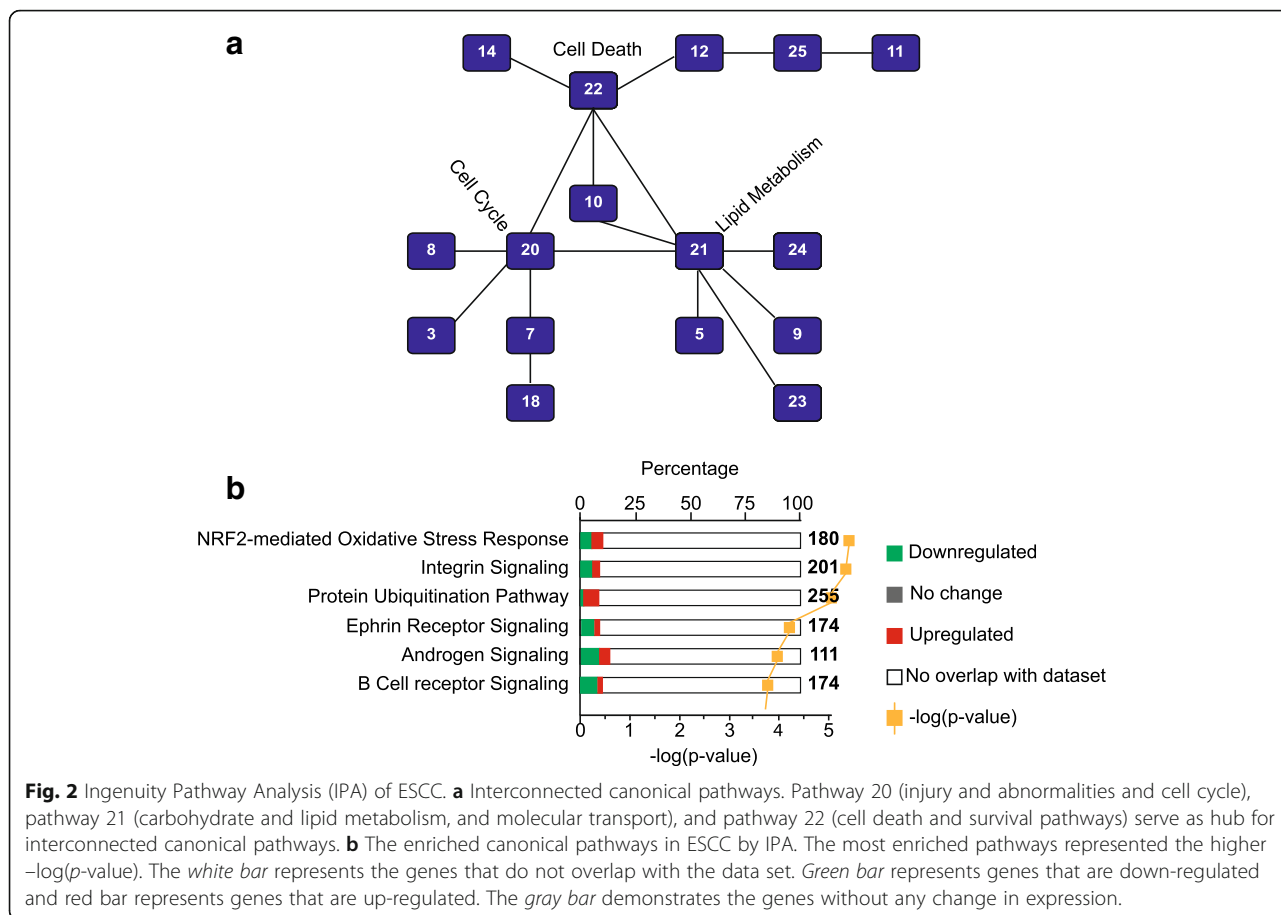 a
14
Cell Death
12
25
11
22
Cell Cycle
10
Lipid Metabolism
8
20
21
24
3
7
5
9
18
23
b
Percentage
0 25 50 75 100
NRF2-mediated Oxidative Stress Response 180
Integrin Signaling 201
Protein Ubiquitination Pathway 255
Ephrin Receptor Signaling 174
Androgen Signaling 111
B Cell receptor Signaling 174
0 1 2 3 4 5
-log(p-value)
Downregulated
No change
Upregulated
No overlap with dataset
-log(p-value)
Fig. 2 Ingenuity Pathway Analysis (IPA) of ESCC. a Interconnected canonical pathways. Pathway 20 (injury and abnormalities and cell cycle),
pathway 21 (carbohydrate and lipid metabolism, and molecular transport), and pathway 22 (cell death and survival pathways) serve as hub for
interconnected canonical pathways. b The enriched canonical pathways in ESCC by IPA. The most enriched pathways represented the higher
–log(p-value). The white bar represents the genes that do not overlap with the data set. Green bar represents genes that are down-regulated
and red bar represents genes that are up-regulated. The gray bar demonstrates the genes without any change in expression.